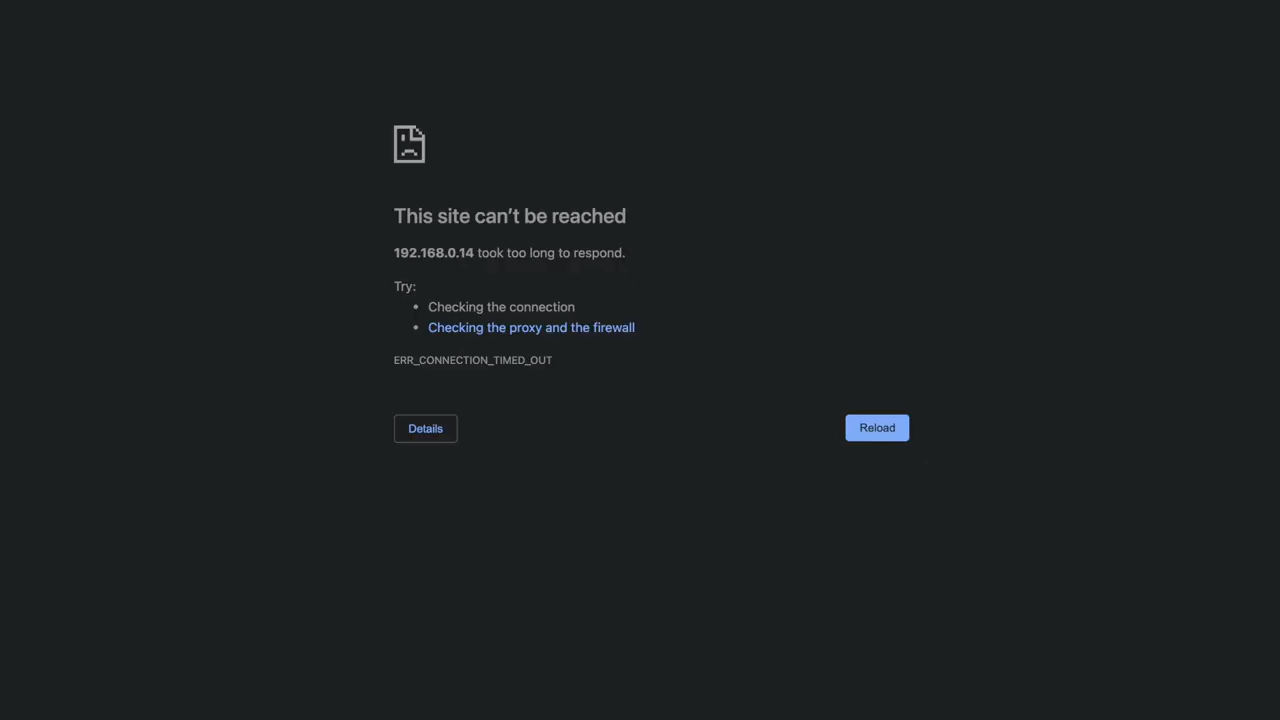 This site can’t be reached
192.168.0.14 took too long to respond.
Try:
• Checking the connection
• Checking the proxy and the firewall
ERR_CONNECTION_TIMED_OUT
Details
Reload